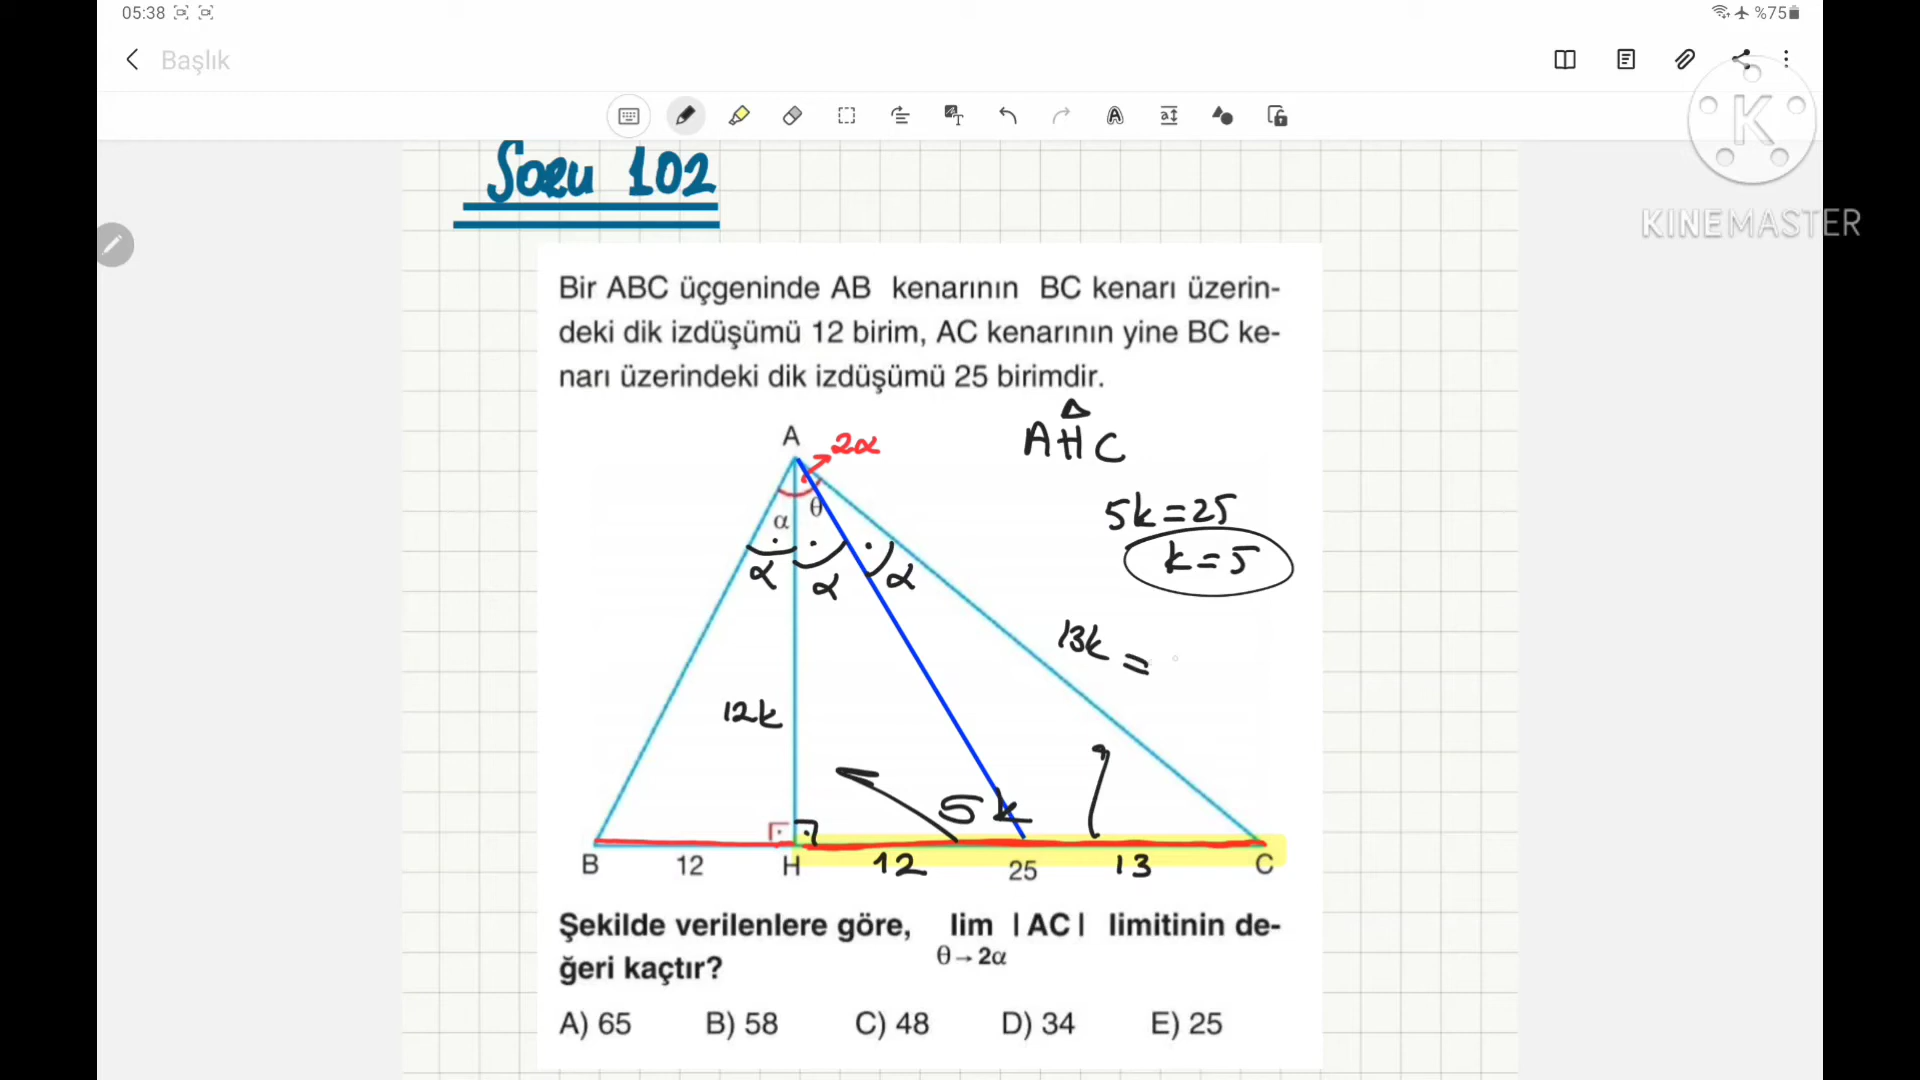 05:38
%75
Başlık
KINEMASTER
Soru 102
Bir ABC üçgeninde AB kenarının BC kenarı üzerin-
deki dik izdüşümü 12 birim, AC kenarının yine BC ke-
narı üzerindeki dik izdüşümü 25 birimdir.
AHC
A
2α
α
θ
5k=25
k=5
α
α
α
13k =
12k
5k
B 12 H 12 25 13 C
Şekilde verilenlere göre, lim |AC| limitinin de-
θ→2α
ğeri kaçtır?
A) 65 B) 58 C) 48 D) 34 E) 25